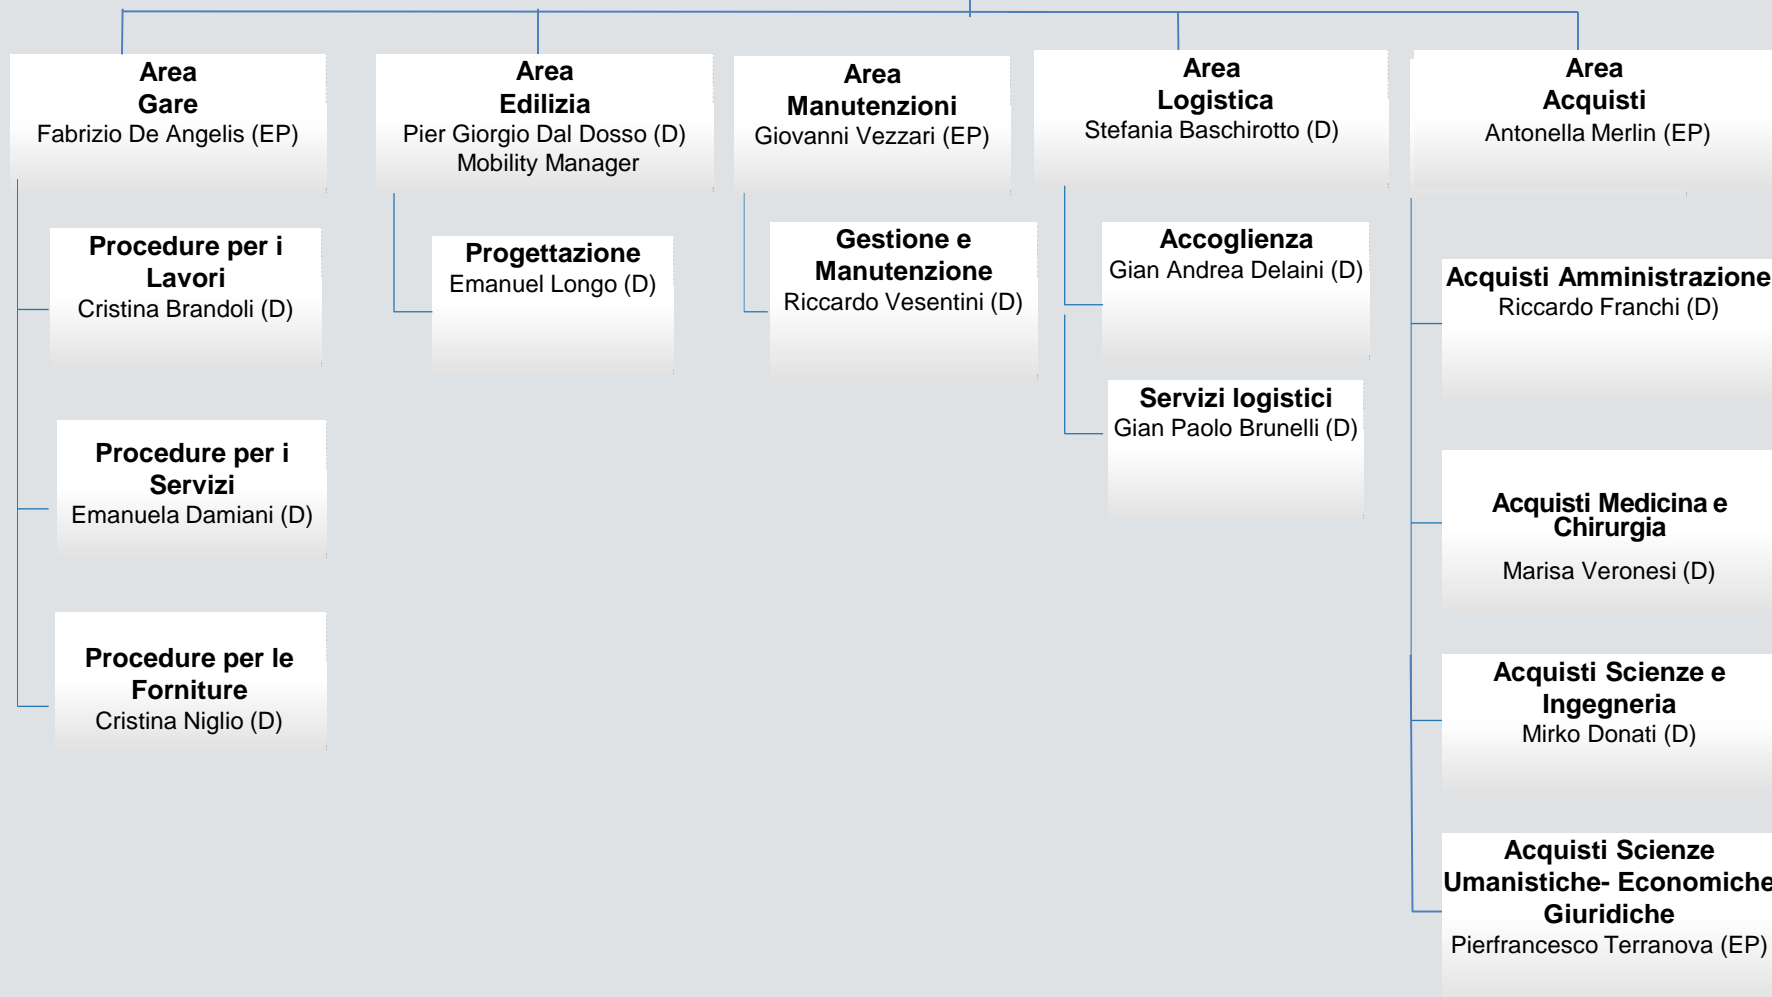 Area
Gare
Fabrizio De Angelis (EP)
Area
Edilizia
Pier Giorgio Dal Dosso (D)
Mobility Manager
Area
Manutenzioni
Giovanni Vezzari (EP)
Area
Logistica
Stefania Baschirotto (D)
Area
Acquisti
Antonella Merlin (EP)
Procedure per i
Lavori
Cristina Brandoli (D)
Procedure per i
Servizi
Emanuela Damiani (D)
Procedure per le
Forniture
Cristina Niglio (D)
Progettazione
Emanuel Longo (D)
Gestione e
Manutenzione
Riccardo Vesentini (D)
Accoglienza
Gian Andrea Delaini (D)
Servizi logistici
Gian Paolo Brunelli (D)
Acquisti Amministrazione
Riccardo Franchi (D)
Acquisti Medicina e
Chirurgia
Marisa Veronesi (D)
Acquisti Scienze e
Ingegneria
Mirko Donati (D)
Acquisti Scienze
Umanistiche- Economiche
Giuridiche
Pierfrancesco Terranova (EP)